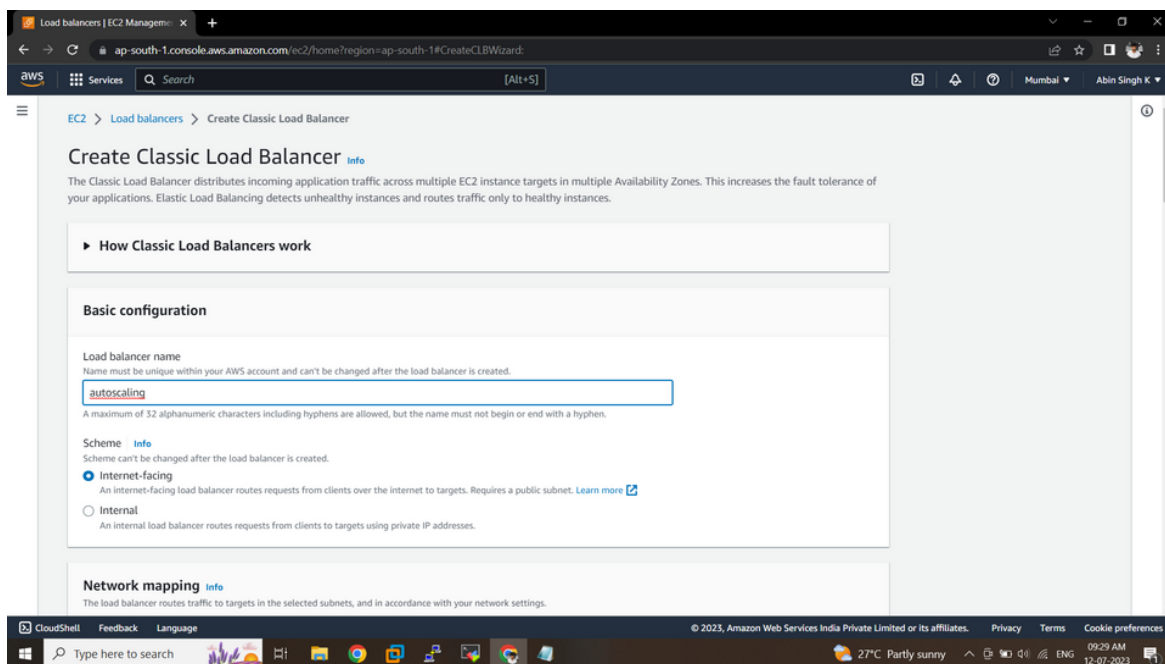 Load balancers | EC2 Managemen
ap-south-1.console.aws.amazon.com/ec2/home?region=ap-south-1#CreateCLBWizard:
aws
Services
Search
[Alt+S]
Mumbai
Abin Singh K
EC2
Load balancers
Create Classic Load Balancer
Create Classic Load Balancer Info
The Classic Load Balancer distributes incoming application traffic across multiple EC2 instance targets in multiple Availability Zones. This increases the fault tolerance of
your applications. Elastic Load Balancing detects unhealthy instances and routes traffic only to healthy instances.
How Classic Load Balancers work
Basic configuration
Load balancer name
Name must be unique within your AWS account and can't be changed after the load balancer is created.
autoscaling
A maximum of 32 alphanumeric characters including hyphens are allowed, but the name must not begin or end with a hyphen.
Scheme Info
Scheme can't be changed after the load balancer is created.
Internet-facing
An internet-facing load balancer routes requests from clients over the internet to targets. Requires a public subnet. Learn more
Internal
An internal load balancer routes requests from clients to targets using private IP addresses.
Network mapping Info
The load balancer routes traffic to targets in the selected subnets, and in accordance with your network settings.
CloudShell
Feedback
Language
© 2023, Amazon Web Services India Private Limited or its affiliates.
Privacy
Terms
Cookie preferences
Type here to search
27°C Partly sunny
ENG
09:29 AM
12-07-2023